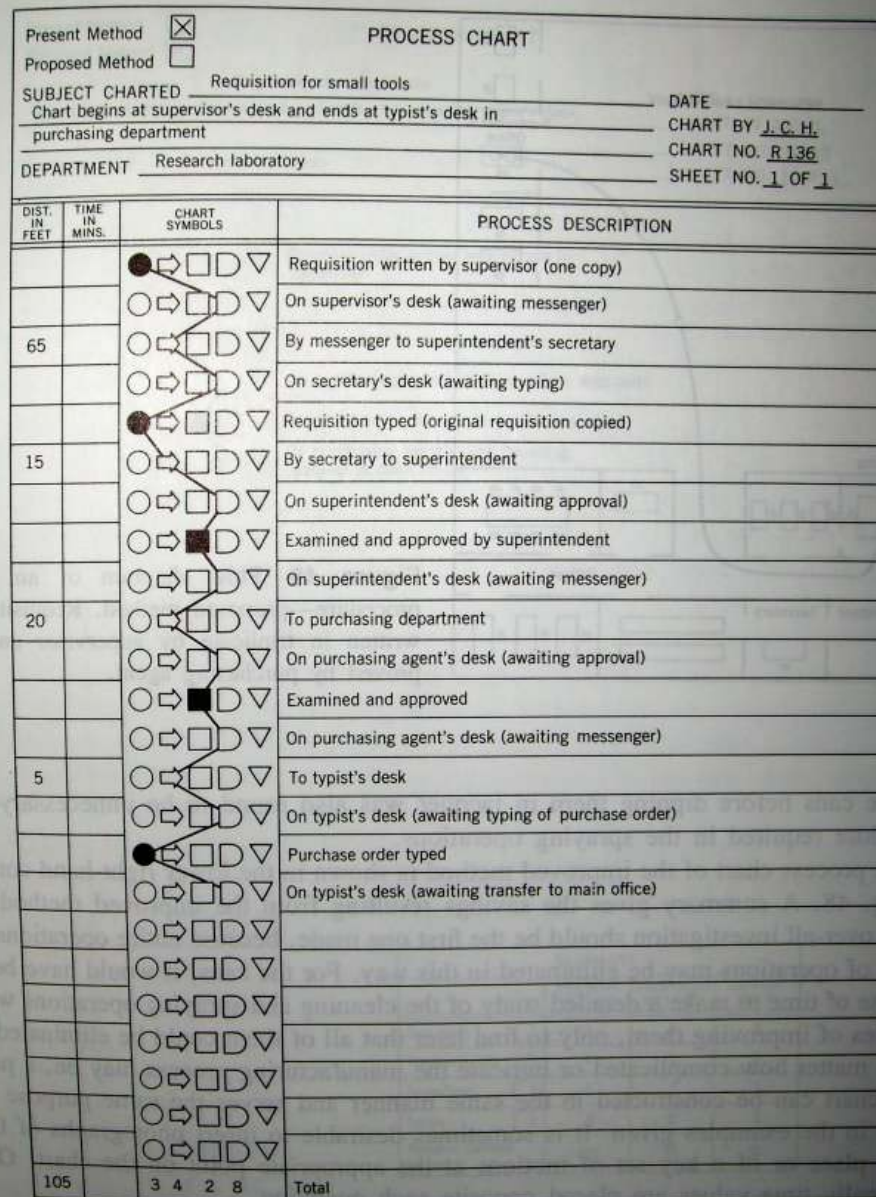 Present Method ☒
PROCESS CHART
Proposed Method ☐
SUBJECT CHARTED Requisition for small tools
Chart begins at supervisor's desk and ends at typist's desk in
purchasing department
DEPARTMENT Research laboratory
DATE
CHART BY J. C. H.
CHART NO. R 136
SHEET NO. 1 OF 1
DIST. IN FEET
TIME IN MINS.
CHART SYMBOLS
PROCESS DESCRIPTION
Requisition written by supervisor (one copy)
On supervisor's desk (awaiting messenger)
65 By messenger to superintendent's secretary
On secretary's desk (awaiting typing)
Requisition typed (original requisition copied)
15 By secretary to superintendent
On superintendent's desk (awaiting approval)
Examined and approved by superintendent
On superintendent's desk (awaiting messenger)
20 To purchasing department
On purchasing agent's desk (awaiting approval)
Examined and approved
On purchasing agent's desk (awaiting messenger)
5 To typist's desk
On typist's desk (awaiting typing of purchase order)
Purchase order typed
On typist's desk (awaiting transfer to main office)
105 3 4 2 8 Total